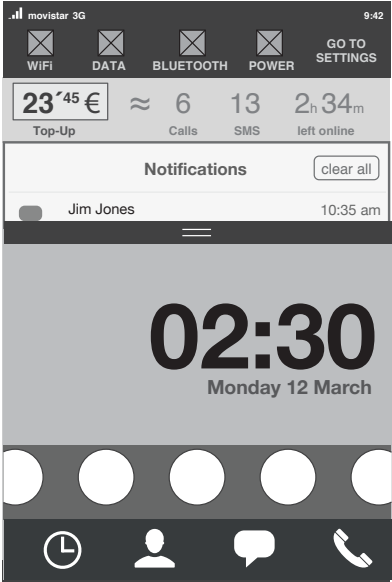 movistar 3G 9:42
WiFi DATA BLUETOOTH POWER GO TO SETTINGS
23´45 € ≈ 6 13 2h 34m
Top-Up Calls SMS left online
Notifications clear all
Jim Jones 10:35 am
02:30
Monday 12 March